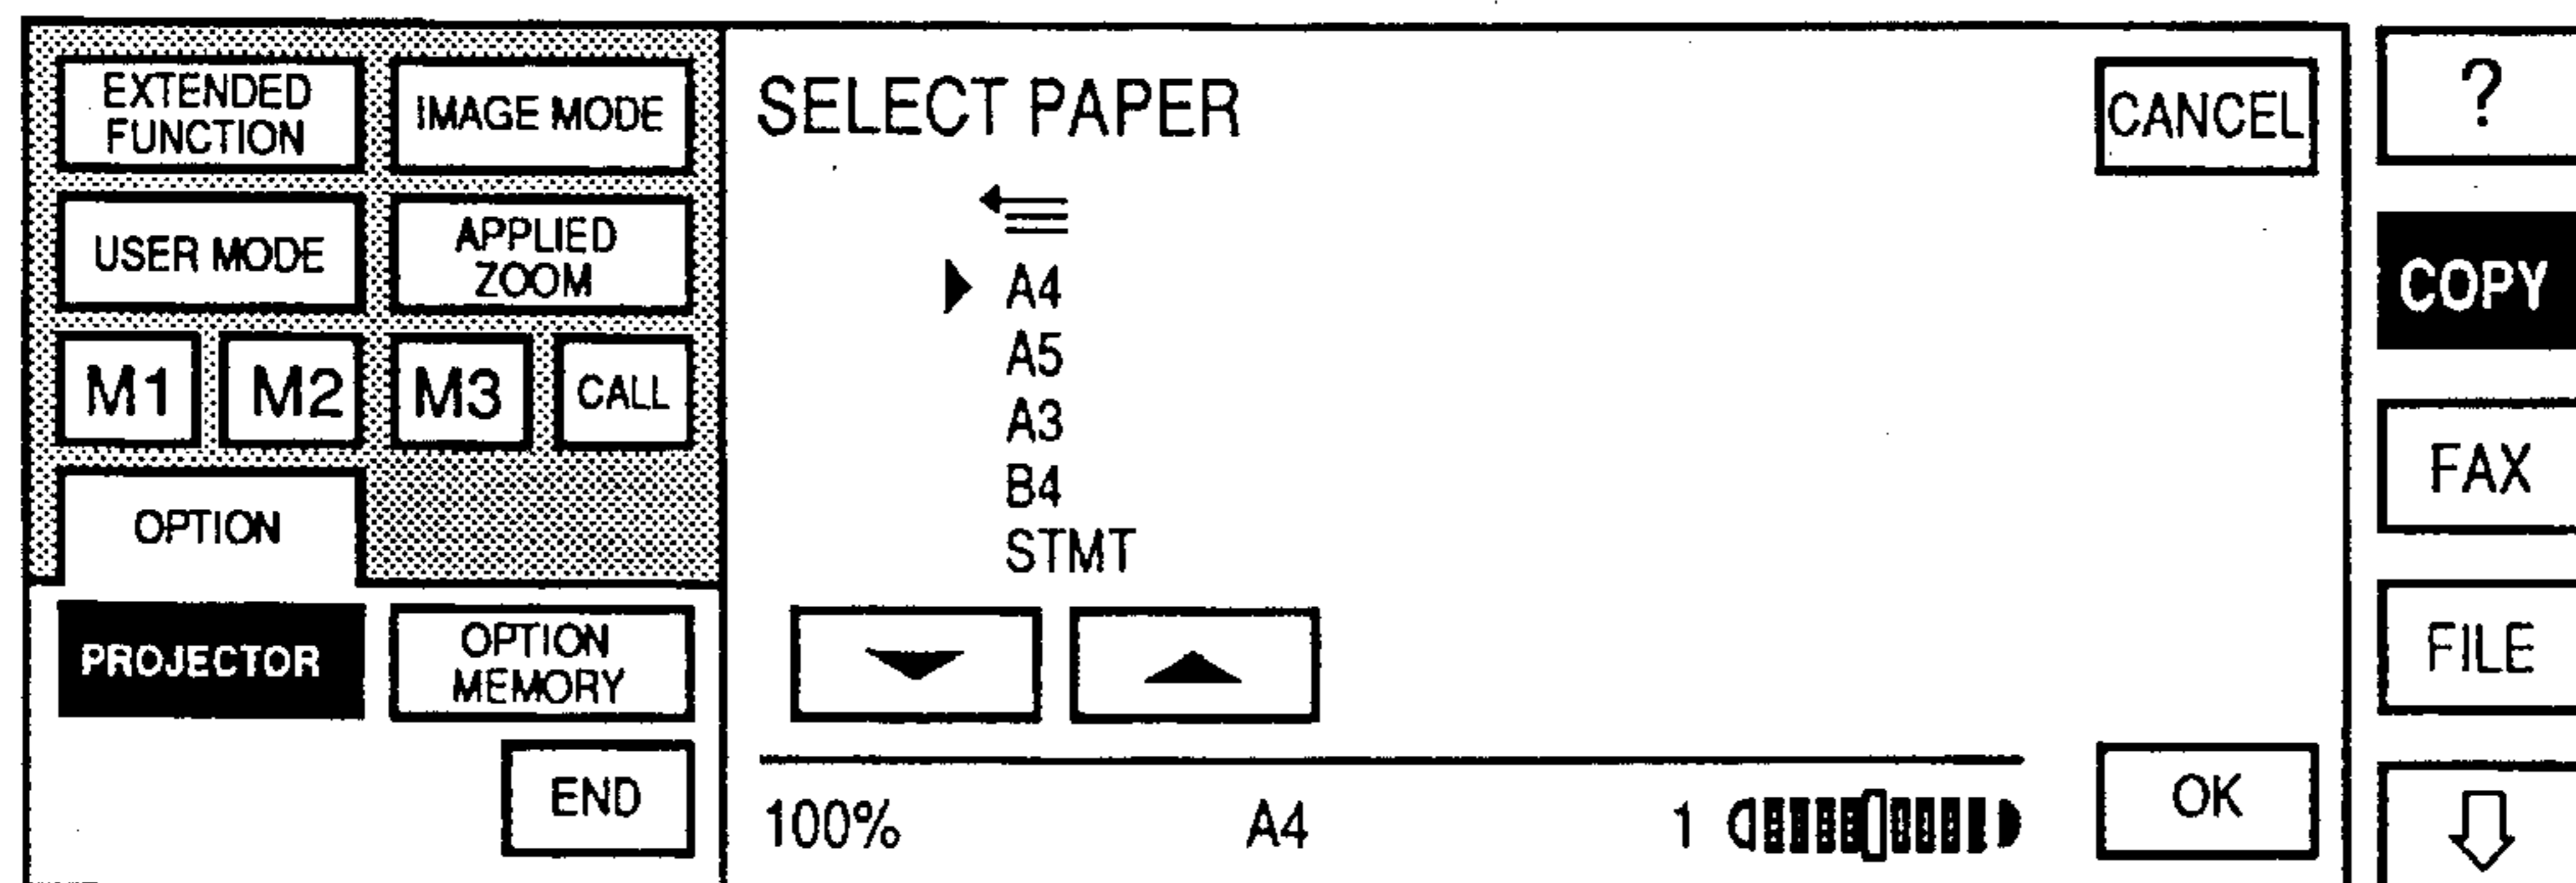 EXTENDED
FUNCTION
IMAGE MODE
USER MODE
APPLIED
ZOOM
M1
M2
M3
CALL
OPTION
PROJECTOR
OPTION
MEMORY
END
SELECT PAPER
CANCEL
A4
A5
A3
B4
STMT
100%
A4
1
OK
?
COPY
FAX
FILE